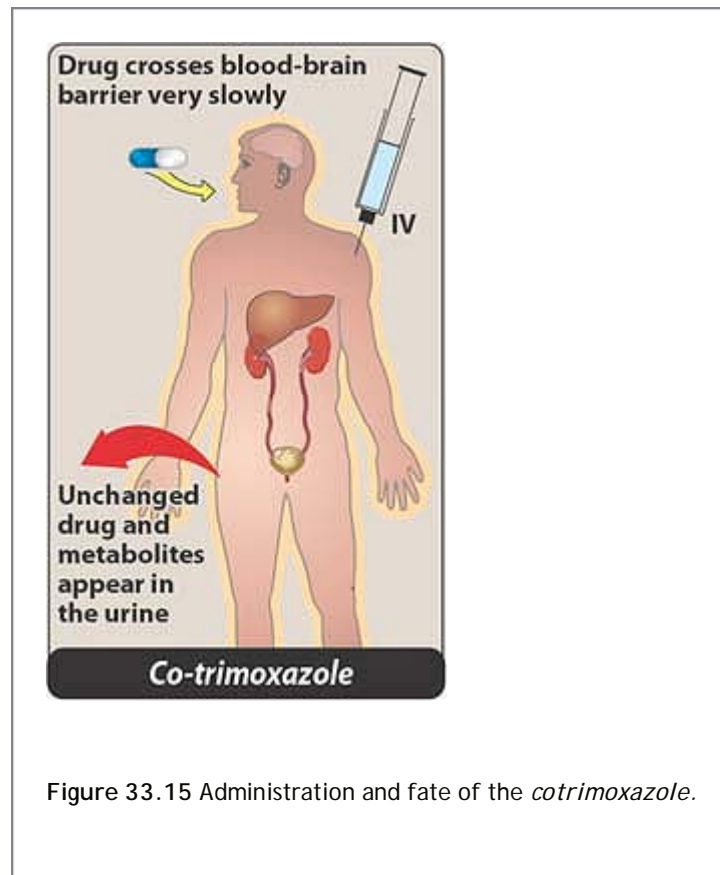 Drug crosses blood-brain
barrier very slowly
IV
Unchanged
drug and
metabolites
appear in
the urine
Co-trimoxazole
Figure 33.15 Administration and fate of the cotrimoxazole.